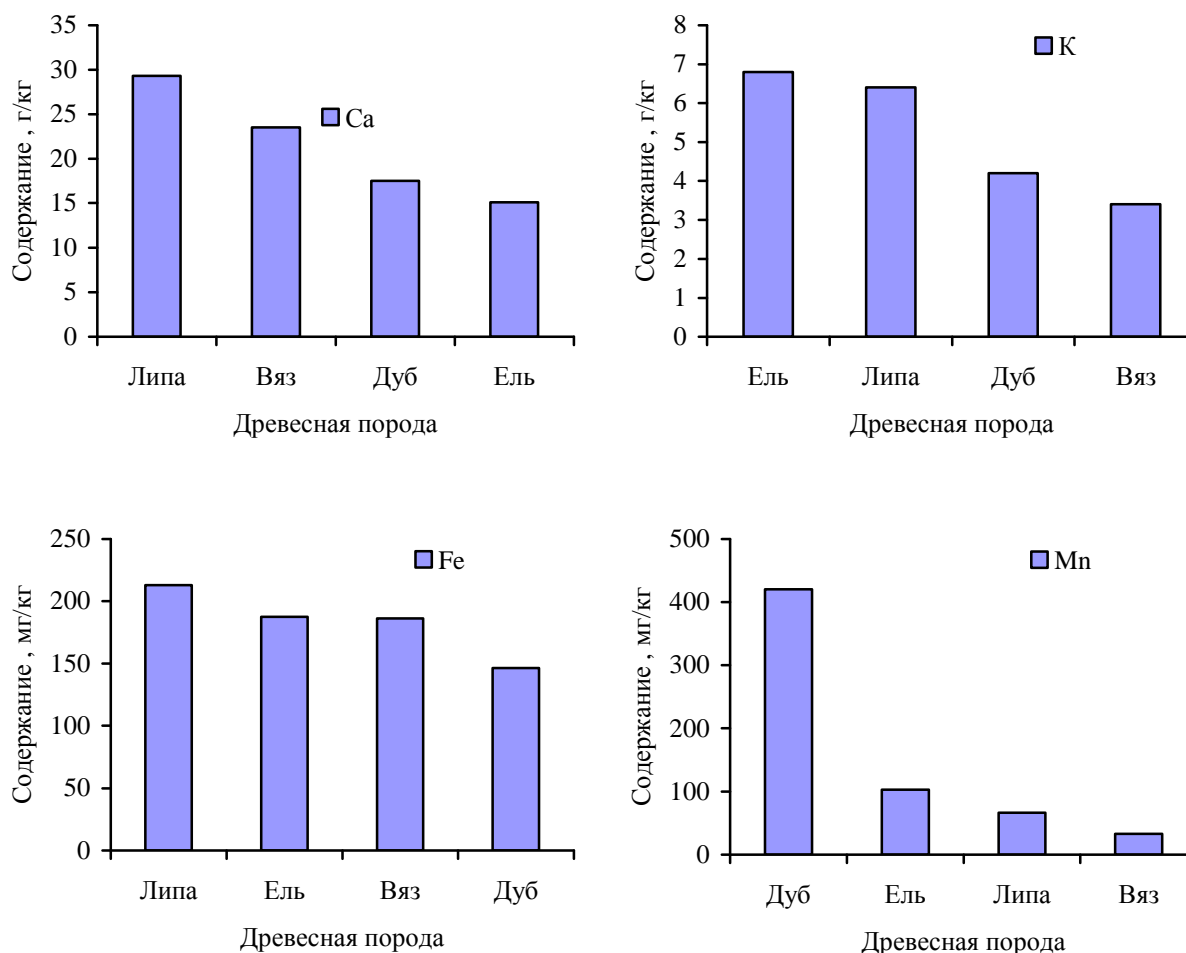 Содержание , г/кг
35
30
25
20
15
10
5
0
Ca
Липа Вяз Дуб Ель
Древесная порода
Содержание , г/кг
8
7
6
5
4
3
2
1
0
К
Ель Липа Дуб Вяз
Древесная порода
Содержание , мг/кг
250
200
150
100
50
0
Fe
Липа Ель Вяз Дуб
Древесная порода
Содержание , мг/кг
500
400
300
200
100
0
Mn
Дуб Ель Липа Вяз
Древесная порода